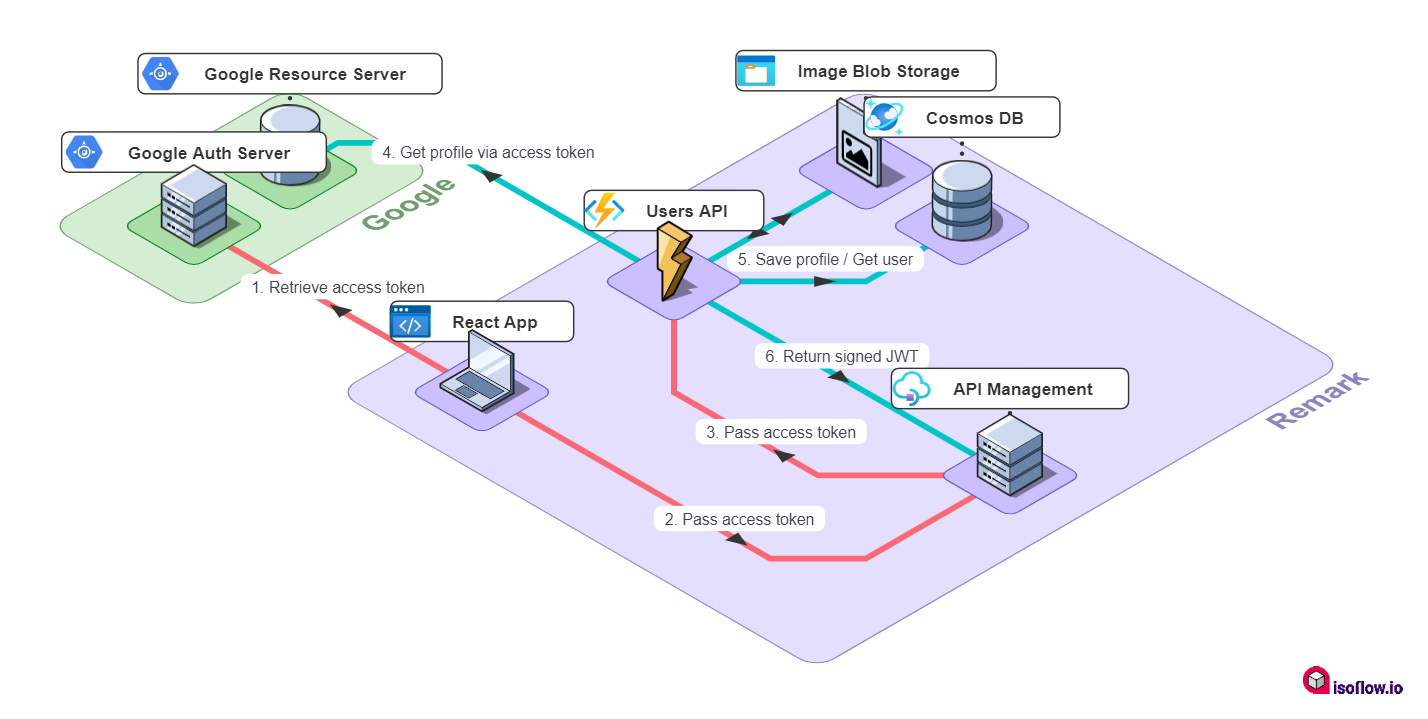 Google Resource Server
Image Blob Storage
Cosmos DB
Google Auth Server
4. Get profile via access token
Google
Users API
5. Save profile / Get user
1. Retrieve access token
React App
6. Return signed JWT
API Management
Remark
3. Pass access token
2. Pass access token
isoflow.io